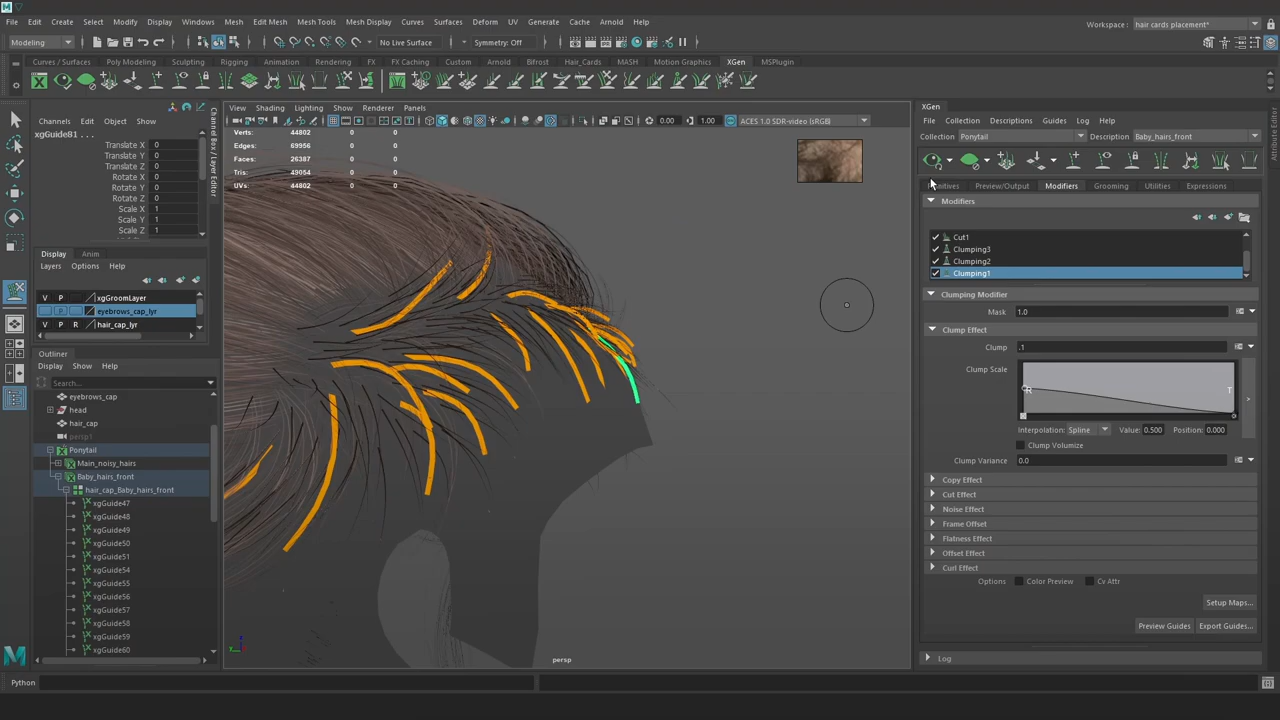 File Edit Create Select Modify Display Windows Mesh Edit Mesh Mesh Tools Mesh Display Curves Surfaces Deform UV Generate Cache Arnold Help
Workspace : hair cards placement*
Modeling No Live Surface Symmetry: Off
Curves / Surfaces Poly Modeling Sculpting Rigging Animation Rendering FX FX Caching Custom Arnold Bifrost Hair_Cards MASH Motion Graphics XGen MSPlugin
Channels Edit Object Show
xgGuide81 ...
Translate X 0
Translate Y 0
Translate Z 0
Rotate X 0
Rotate Y 0
Rotate Z 0
Scale X 1
Scale Y 1
Scale Z 1
Display Anim
Layers Options Help
V P xgGroomLayer
eyebrows_cap_lyr
V P R hair_cap_lyr
Outliner
Display Show Help
Search...
eyebrows_cap
head
hair_cap
persp1
Ponytail
Main_noisy_hairs
Baby_hairs_front
hair_cap_Baby_hairs_front
xgGuide47
xgGuide48
xgGuide49
xgGuide50
xgGuide51
xgGuide54
xgGuide55
xgGuide56
xgGuide57
xgGuide58
xgGuide59
xgGuide60
Channel Box / Layer Editor
View Shading Lighting Show Renderer Panels
0.00 1.00 ACES 1.0 SDR-video (sRGB)
Verts: 44802 0 0
Edges: 69956 0 0
Faces: 26387 0 0
Tris: 49054 0 0
UVs: 44802 0 0
persp
XGen
File Collection Descriptions Guides Log Help
Collection Ponytail Description Baby_hairs_front
Preview/Output Modifiers Grooming Utilities Expressions
Modifiers
Cut1
Clumping3
Clumping2
Clumping1
Clumping Modifier
Mask 1.0
Clump Effect
Clump .1
Clump Scale R T
Interpolation: Spline Value: 0.500 Position: 0.000
Clump Volumize
Clump Variance 0.0
Copy Effect
Cut Effect
Noise Effect
Frame Offset
Flatness Effect
Offset Effect
Curl Effect
Options Color Preview Cv Attr
Setup Maps...
Preview Guides Export Guides...
Log
Attribute Editor
Python